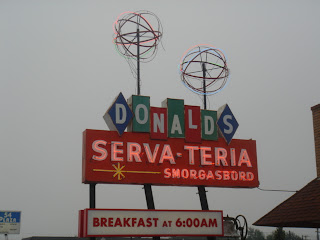 DONALDS
SERVA-TERIA
SMORGASBORD
BREAKFAST AT 6:00AM